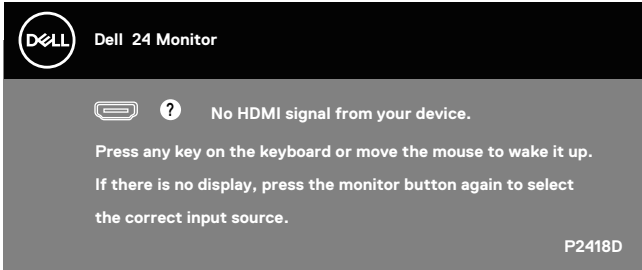 DELL
Dell 24 Monitor
? No HDMI signal from your device.
Press any key on the keyboard or move the mouse to wake it up.
If there is no display, press the monitor button again to select
the correct input source.
P2418D